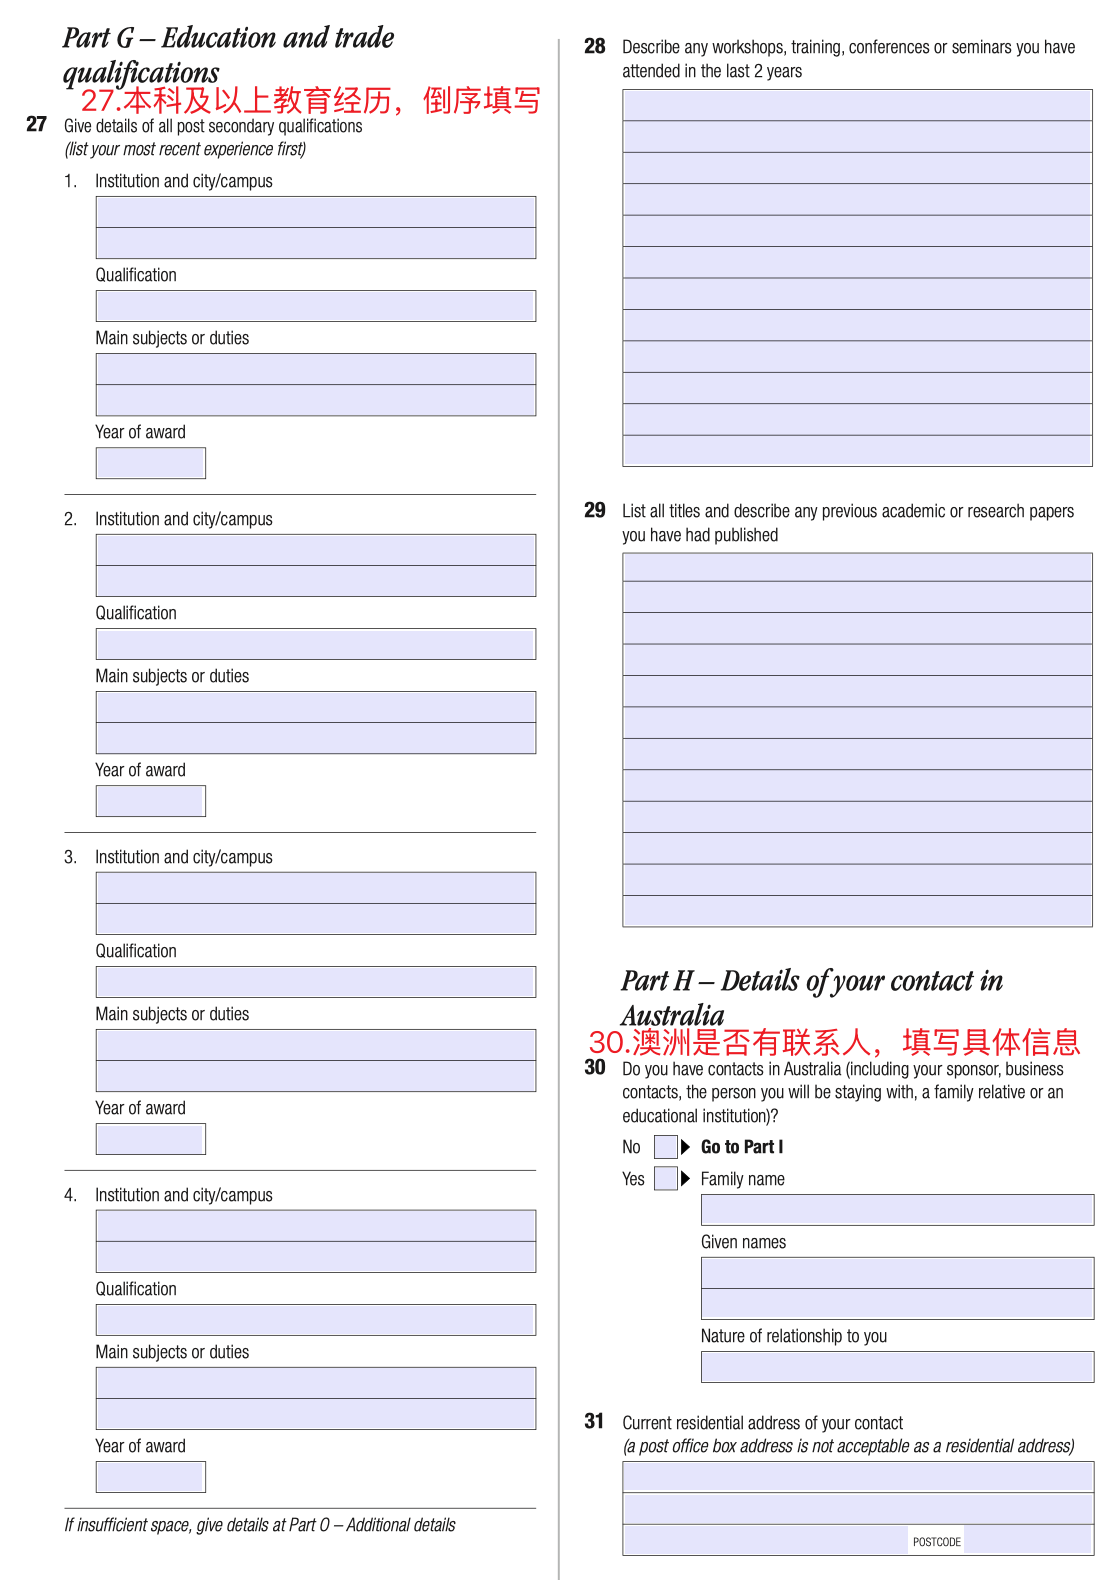 Part G – Education and trade
qualifications
27.本科及以上教育经历，倒序填写
27 Give details of all post secondary qualifications
(list your most recent experience first)
1. Institution and city/campus
Qualification
Main subjects or duties
Year of award
2. Institution and city/campus
Qualification
Main subjects or duties
Year of award
3. Institution and city/campus
Qualification
Main subjects or duties
Year of award
4. Institution and city/campus
Qualification
Main subjects or duties
Year of award
If insufficient space, give details at Part O – Additional details
28 Describe any workshops, training, conferences or seminars you have
attended in the last 2 years
29 List all titles and describe any previous academic or research papers
you have had published
Part H – Details of your contact in
Australia
30.澳洲是否有联系人，填写具体信息
30 Do you have contacts in Australia (including your sponsor, business
contacts, the person you will be staying with, a family relative or an
educational institution)?
No Go to Part I
Yes Family name
Given names
Nature of relationship to you
31 Current residential address of your contact
(a post office box address is not acceptable as a residential address)
POSTCODE